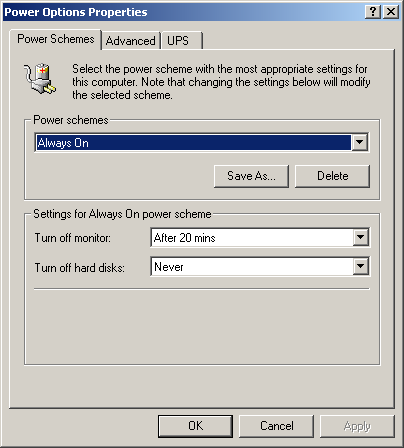 Power Options Properties
Power Schemes Advanced UPS
Select the power scheme with the most appropriate settings for
this computer. Note that changing the settings below will modify
the selected scheme.
Power schemes
Always On
Save As... Delete
Settings for Always On power scheme
Turn off monitor: After 20 mins
Turn off hard disks: Never
OK Cancel Apply